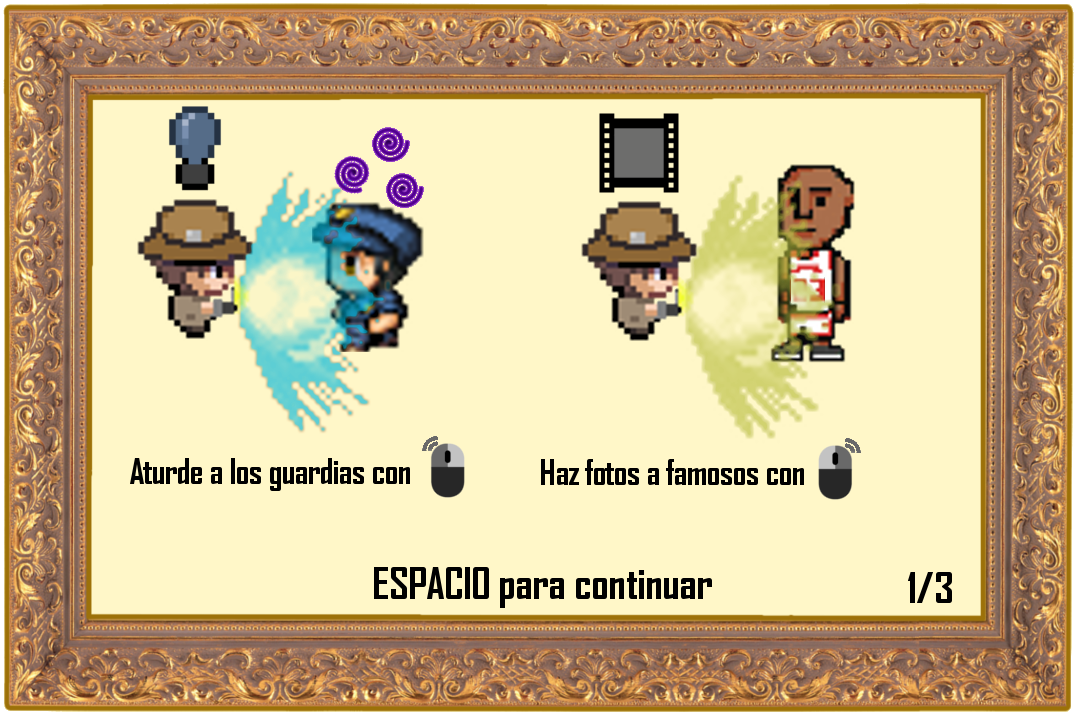 Aturde a los guardias con
Haz fotos a famosos con
ESPACIO para continuar
1/3